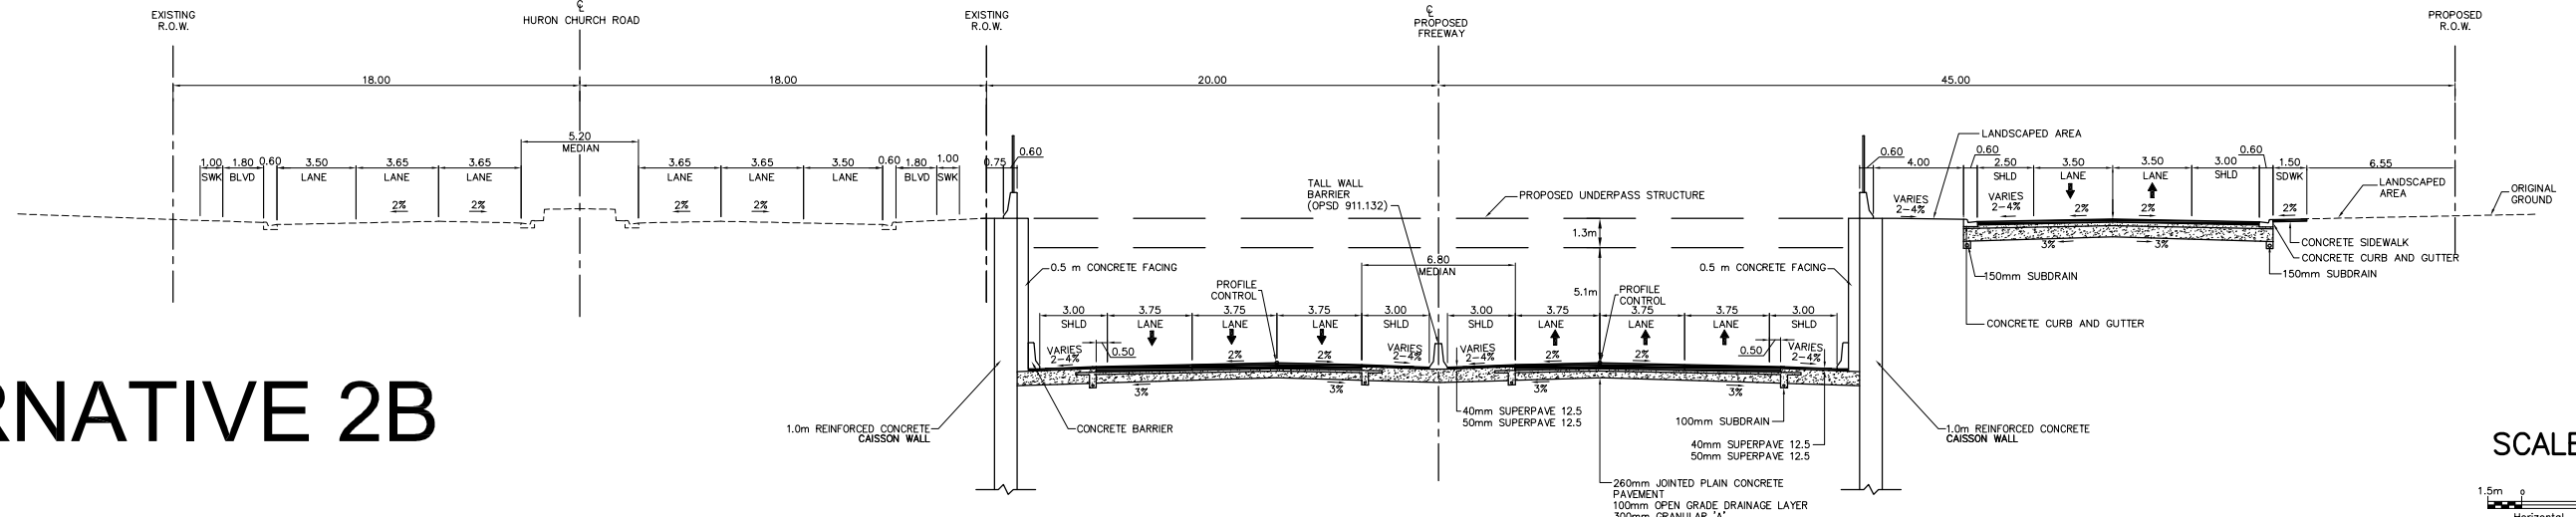 EXISTING
R.O.W.
℄
HURON CHURCH ROAD
EXISTING
R.O.W.
℄
PROPOSED
FREEWAY
PROPOSED
R.O.W.
18.00
18.00
20.00
45.00
5.20
MEDIAN
1.00
SWK
1.80
BLVD
0.60
3.50
LANE
3.65
LANE
2%
3.65
LANE
2%
3.65
LANE
2%
3.65
LANE
2%
3.50
LANE
0.60
1.80
BLVD
1.00
SWK
0.75
0.60
TALL WALL
BARRIER
(OPSD 911.132)
PROPOSED UNDERPASS STRUCTURE
1.3m
5.1m
0.60
4.00
LANDSCAPED AREA
VARIES
2-4%
0.60
2.50
SHLD
VARIES
2-4%
3.50
LANE
2%
3.50
LANE
2%
3.00
SHLD
0.60
1.50
SDWK
2%
6.55
LANDSCAPED
AREA
ORIGINAL
GROUND
3%
3%
CONCRETE SIDEWALK
CONCRETE CURB AND GUTTER
150mm SUBDRAIN
150mm SUBDRAIN
CONCRETE CURB AND GUTTER
0.5 m CONCRETE FACING
0.5 m CONCRETE FACING
6.80
MEDIAN
PROFILE
CONTROL
PROFILE
CONTROL
3.00
SHLD
3.75
LANE
3.75
LANE
3.75
LANE
3.00
SHLD
3.00
SHLD
3.75
LANE
3.75
LANE
3.75
LANE
3.00
SHLD
VARIES
2-4%
0.50
2%
2%
VARIES
2-4%
VARIES
2-4%
2%
2%
0.50
VARIES
2-4%
3%
3%
3%
3%
1.0m REINFORCED CONCRETE
CAISSON WALL
CONCRETE BARRIER
40mm SUPERPAVE 12.5
50mm SUPERPAVE 12.5
100mm SUBDRAIN
40mm SUPERPAVE 12.5
50mm SUPERPAVE 12.5
1.0m REINFORCED CONCRETE
CAISSON WALL
260mm JOINTED PLAIN CONCRETE
PAVEMENT
100mm OPEN GRADE DRAINAGE LAYER
300mm GRANULAR 'A'
RNATIVE 2B
SCALE
1.5m 0
Horizontal